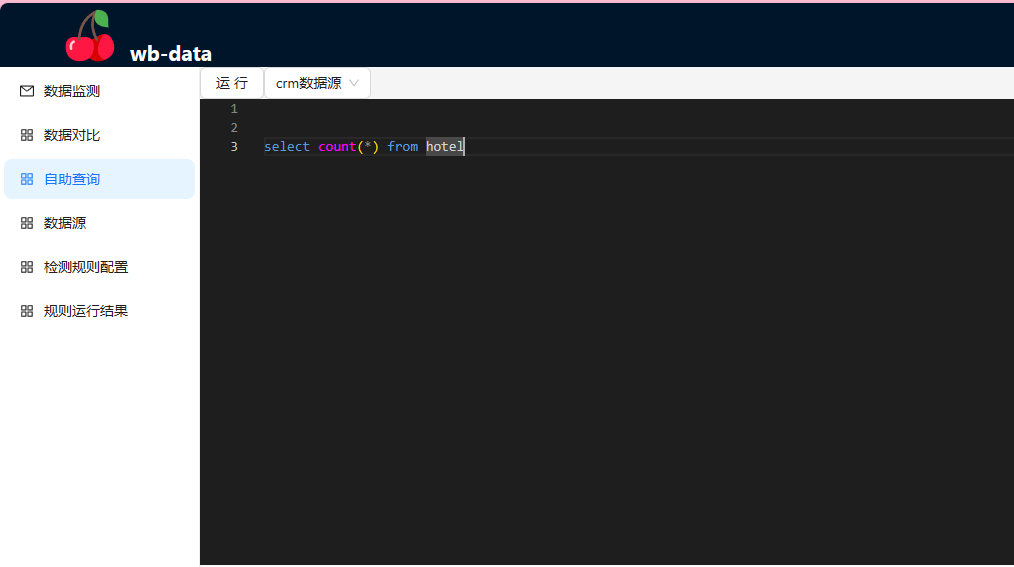 wb-data
数据监测
数据对比
自助查询
数据源
检测规则配置
规则运行结果
运 行
crm数据源
1
2
3 select count(*) from hotel